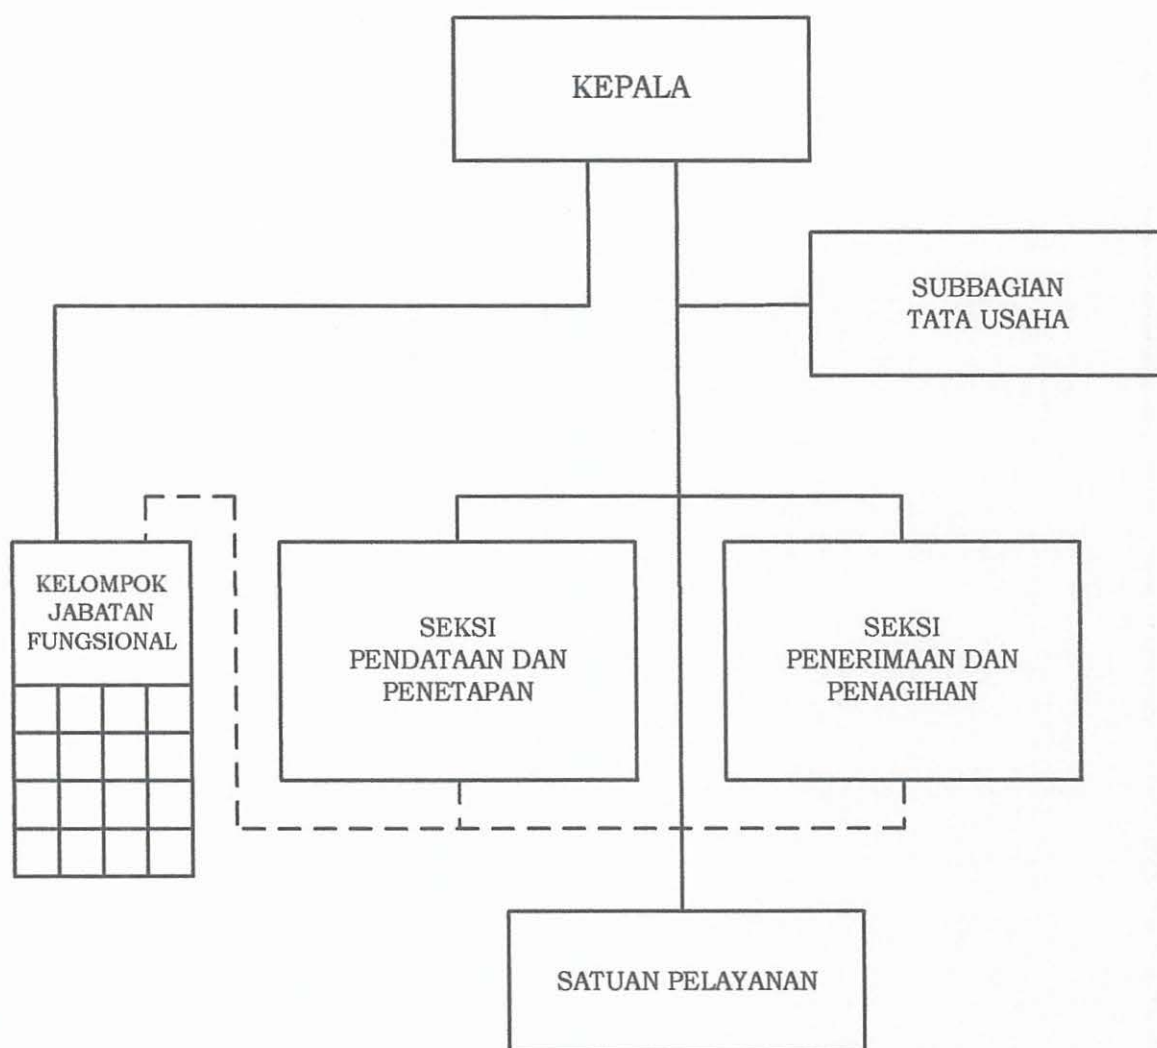 KEPALA
SUBBAGIAN
TATA USAHA
KELOMPOK
JABATAN
FUNGSIONAL
SEKSI
PENDATAAN DAN
PENETAPAN
SEKSI
PENERIMAAN DAN
PENAGIHAN
SATUAN PELAYANAN